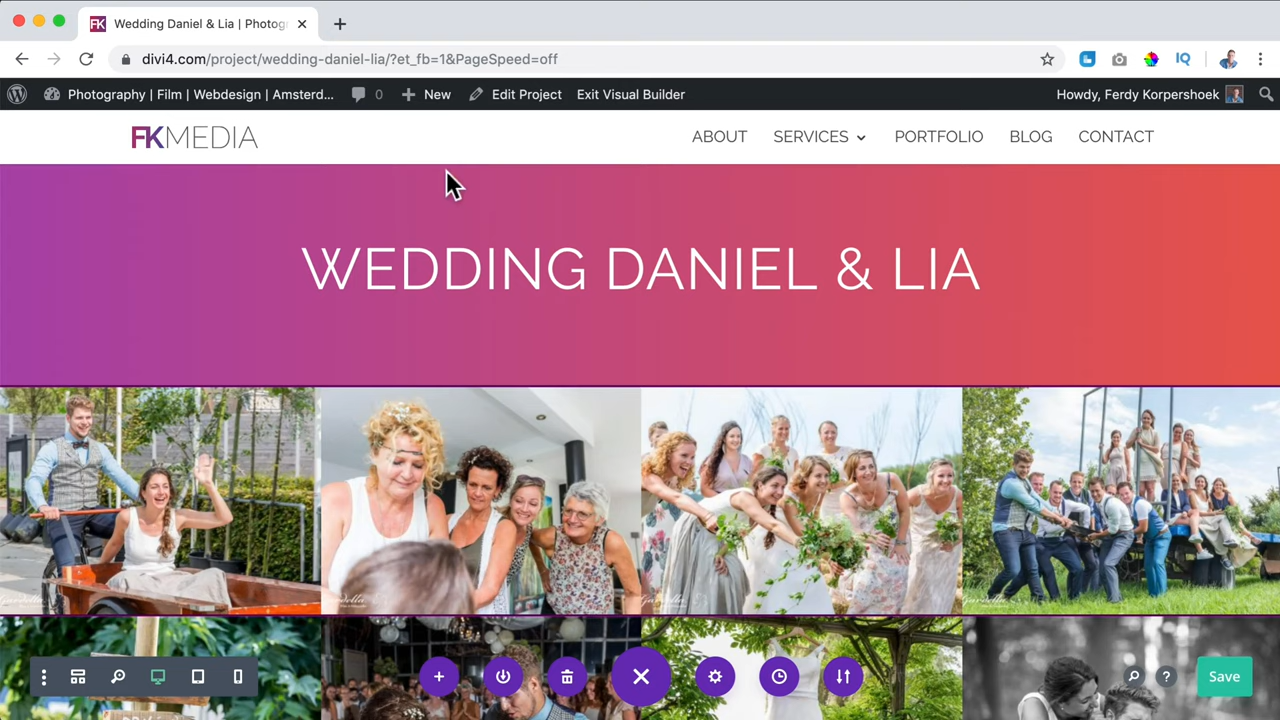 FK Wedding Daniel & Lia | Photog
divi4.com/project/wedding-daniel-lia/?et_fb=1&PageSpeed=off
IQ
Photography | Film | Webdesign | Amsterd... 0 New Edit Project Exit Visual Builder Howdy, Ferdy Korpershoek
FKMEDIA ABOUT SERVICES PORTFOLIO BLOG CONTACT
WEDDING DANIEL & LIA
? Save